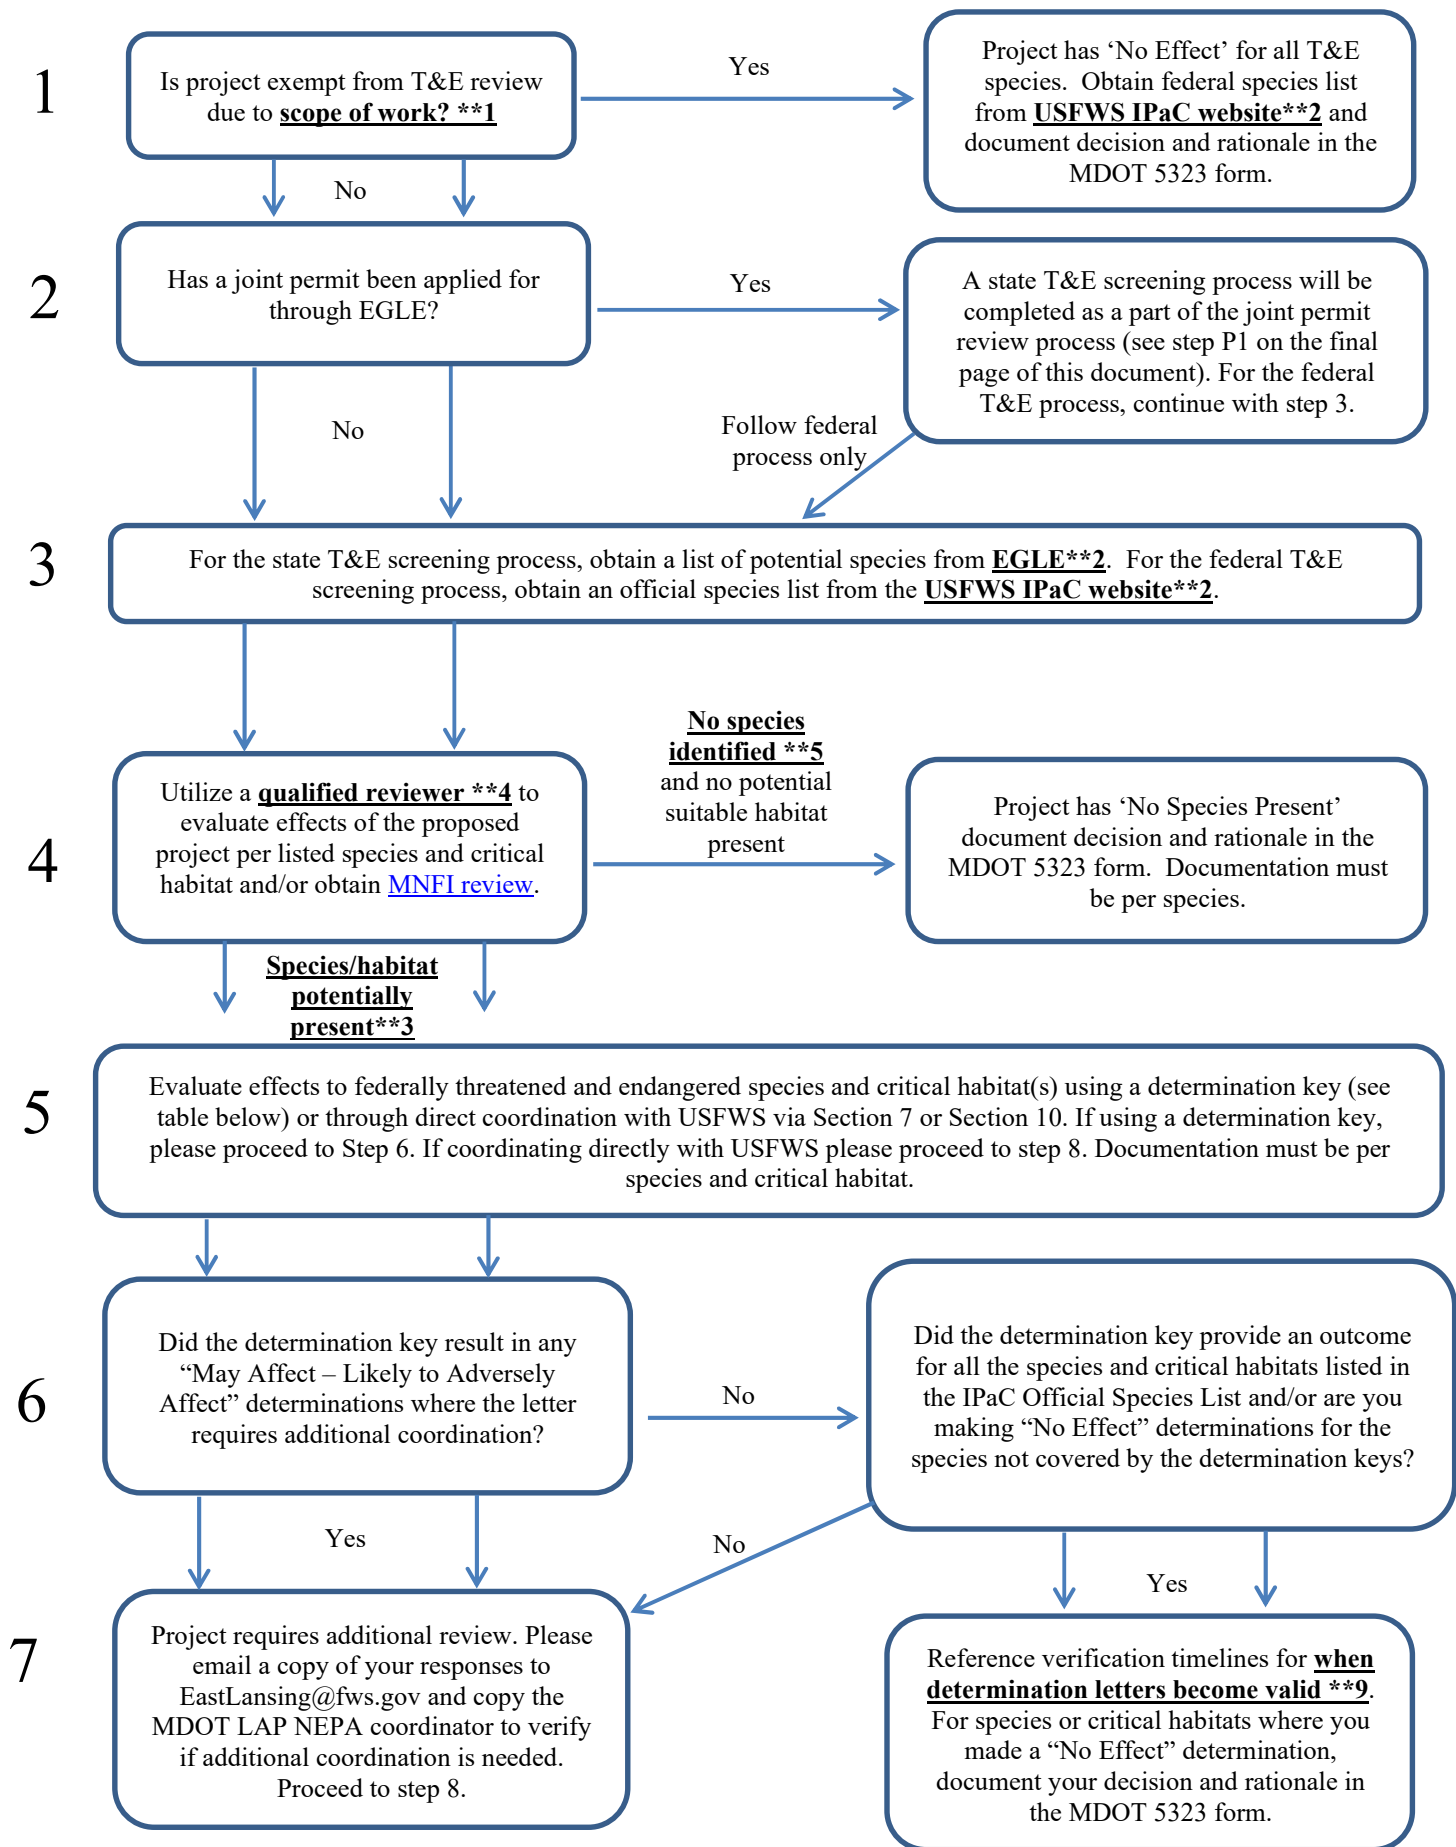 1
Is project exempt from T&E review
due to scope of work? **1
Yes
Project has ‘No Effect’ for all T&E
species.  Obtain federal species list
from USFWS IPaC website**2 and
document decision and rationale in the
MDOT 5323 form.
No
2
Has a joint permit been applied for
through EGLE?
Yes
A state T&E screening process will be
completed as a part of the joint permit
review process (see step P1 on the final
page of this document). For the federal
T&E process, continue with step 3.
No
Follow federal
process only
3
For the state T&E screening process, obtain a list of potential species from EGLE**2.  For the federal T&E
screening process, obtain an official species list from the USFWS IPaC website**2.
4
Utilize a qualified reviewer **4 to
evaluate effects of the proposed
project per listed species and critical
habitat and/or obtain MNFI review.
No species
identified **5
and no potential
suitable habitat
present
Project has ‘No Species Present’
document decision and rationale in the
MDOT 5323 form.  Documentation must
be per species.
Species/habitat
potentially
present**3
5
Evaluate effects to federally threatened and endangered species and critical habitat(s) using a determination key (see
table below) or through direct coordination with USFWS via Section 7 or Section 10. If using a determination key,
please proceed to Step 6. If coordinating directly with USFWS please proceed to step 8. Documentation must be per
species and critical habitat.
6
Did the determination key result in any
“May Affect – Likely to Adversely
Affect” determinations where the letter
requires additional coordination?
No
Did the determination key provide an outcome
for all the species and critical habitats listed in
the IPaC Official Species List and/or are you
making “No Effect” determinations for the
species not covered by the determination keys?
Yes
No
Yes
7
Project requires additional review. Please
email a copy of your responses to
EastLansing@fws.gov and copy the
MDOT LAP NEPA coordinator to verify
if additional coordination is needed.
Proceed to step 8.
Reference verification timelines for when
determination letters become valid **9.
For species or critical habitats where you
made a “No Effect” determination,
document your decision and rationale in
the MDOT 5323 form.